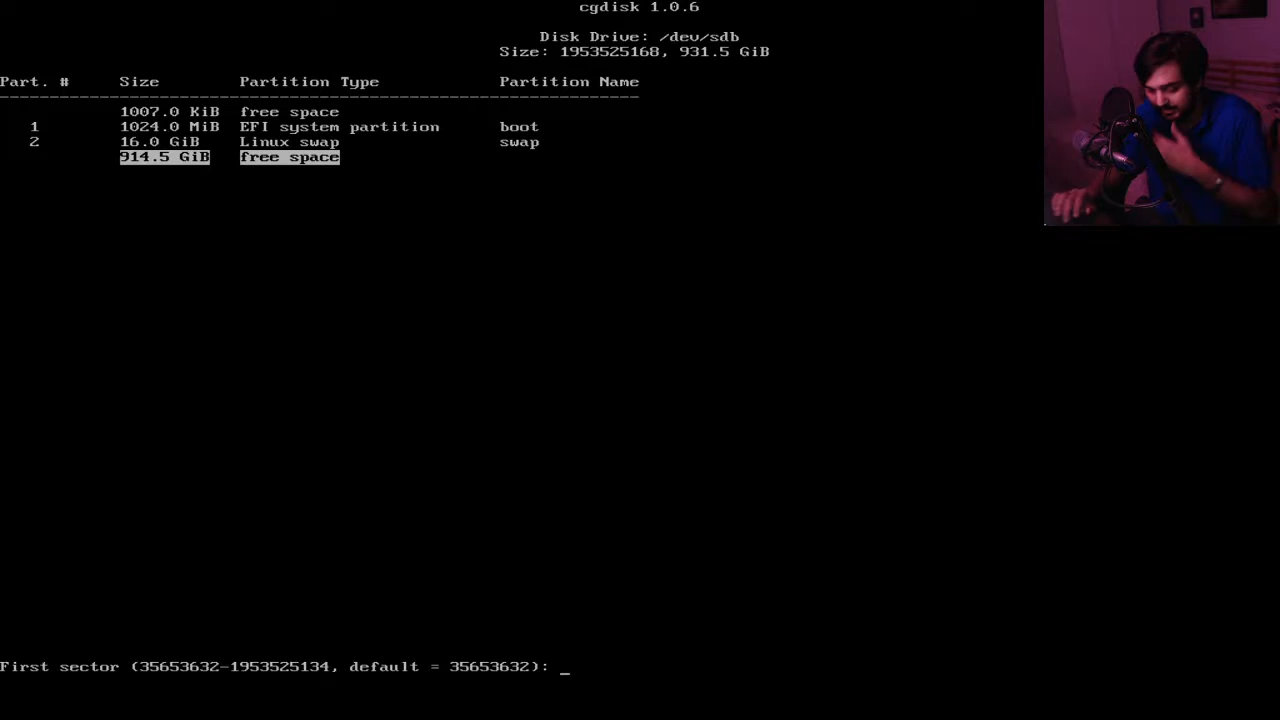 cgdisk 1.0.6
Disk Drive: /dev/sdb
Size: 1953525168, 931.5 GiB
Part. # Size Partition Type Partition Name
----------------------------------------------------------------
1007.0 KiB free space
1 1024.0 MiB EFI system partition boot
2 16.0 GiB Linux swap swap
914.5 GiB free space
First sector (35653632-1953525134, default = 35653632): _